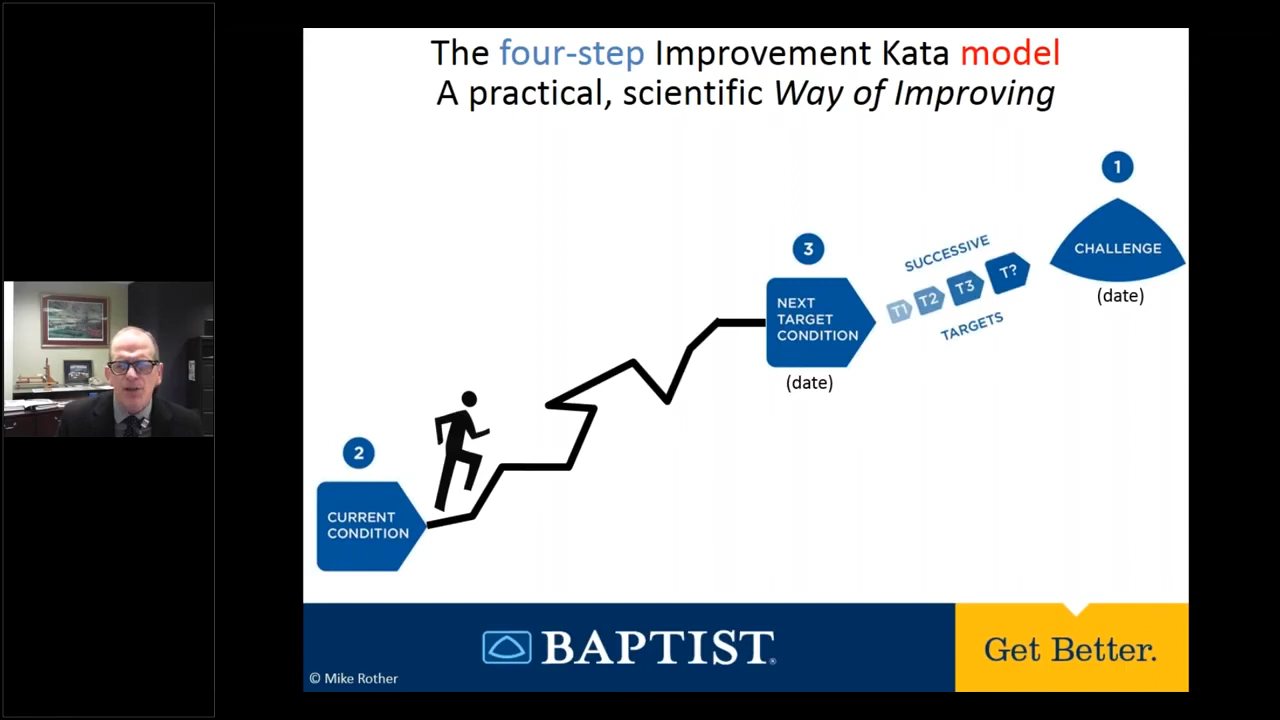 The four-step Improvement Kata model
A practical, scientific Way of Improving
1
CHALLENGE
(date)
3
NEXT
TARGET
CONDITION
(date)
SUCCESSIVE
T1 T2 T3 T?
TARGETS
2
CURRENT
CONDITION
BAPTIST®
Get Better.
© Mike Rother